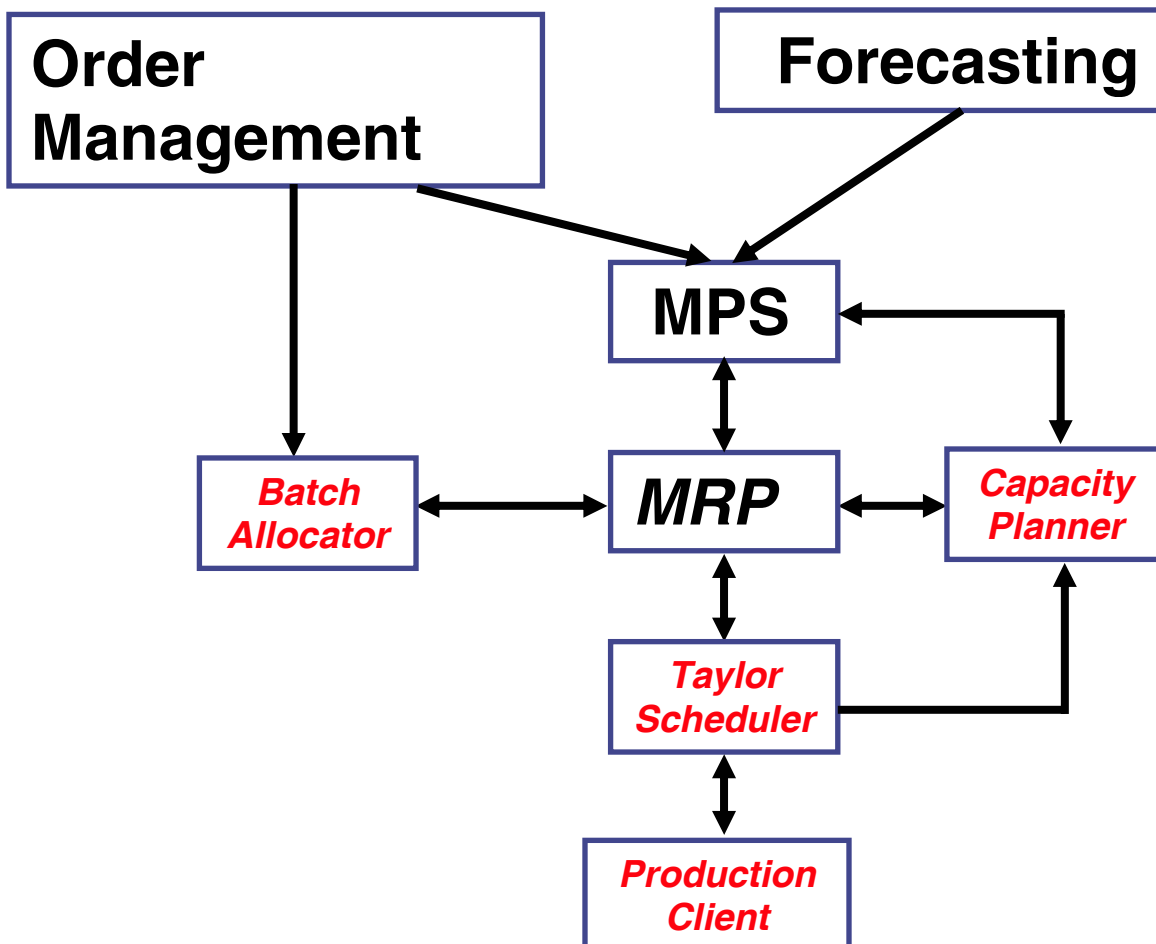 Order
Management
Forecasting
MPS
Batch
Allocator
MRP
Capacity
Planner
Taylor
Scheduler
Production
Client